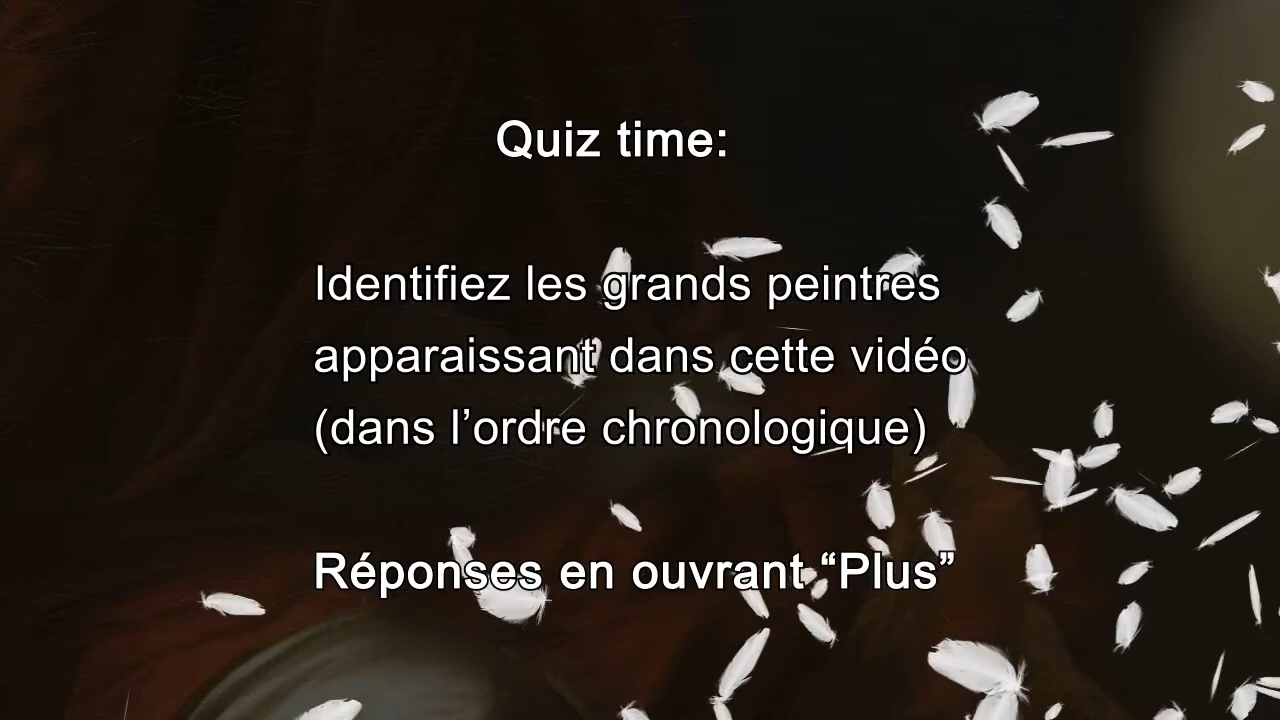 Quiz time:
Identifiez les grands peintres
apparaissant dans cette vidéo
(dans l’ordre chronologique)
Réponses en ouvrant “Plus”